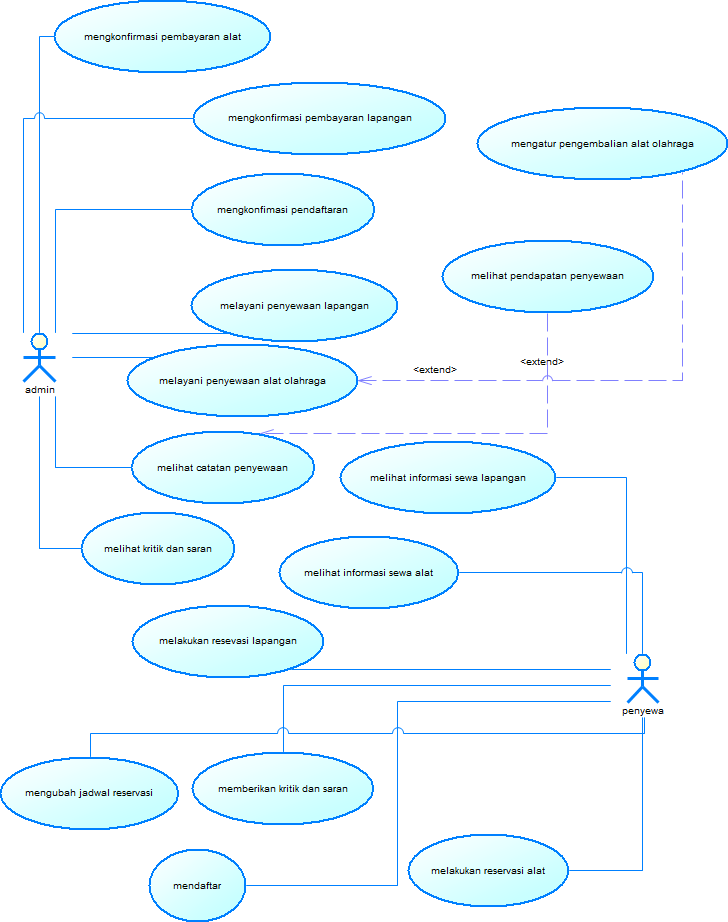 mengkonfirmasi pembayaran alat
mengkonfirmasi pembayaran lapangan
mengatur pengembalian alat olahraga
mengkonfimasi pendaftaran
melihat pendapatan penyewaan
melayani penyewaan lapangan
<extend>
<extend>
melayani penyewaan alat olahraga
admin
melihat catatan penyewaan
melihat informasi sewa lapangan
melihat kritik dan saran
melihat informasi sewa alat
melakukan resevasi lapangan
penyewa
mengubah jadwal reservasi
memberikan kritik dan saran
melakukan reservasi alat
mendaftar